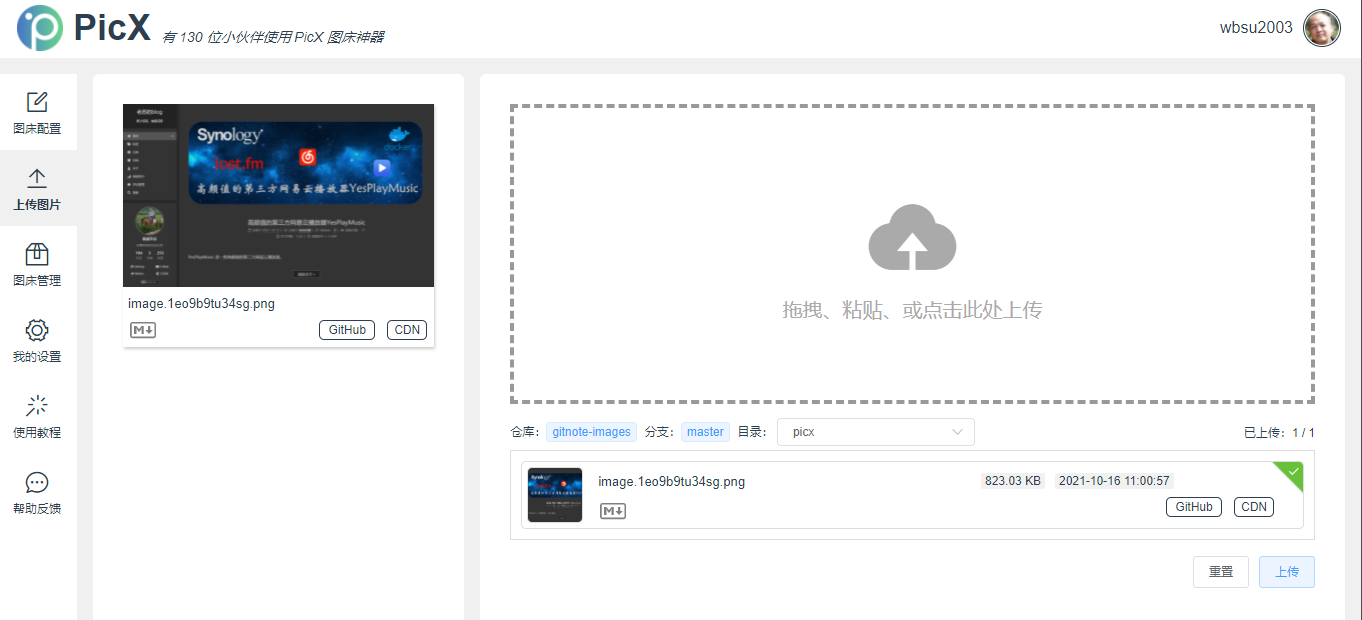 PicX 有 130 位小伙伴使用 PicX 图床神器
wbsu2003
图床配置
上传图片
图床管理
我的设置
使用教程
帮助反馈
Synology
docker
高颜值的第三方网易云播放器YesPlayMusic
高颜值的第三方网易云播放器YesPlayMusic
image.1eo9b9tu34sg.png
M
GitHub
CDN
拖拽、粘贴、或点击此处上传
仓库: gitnote-images 分支: master 目录: picx
已上传: 1 / 1
Synology
image.1eo9b9tu34sg.png
823.03 KB
2021-10-16 11:00:57
M
GitHub
CDN
重置
上传